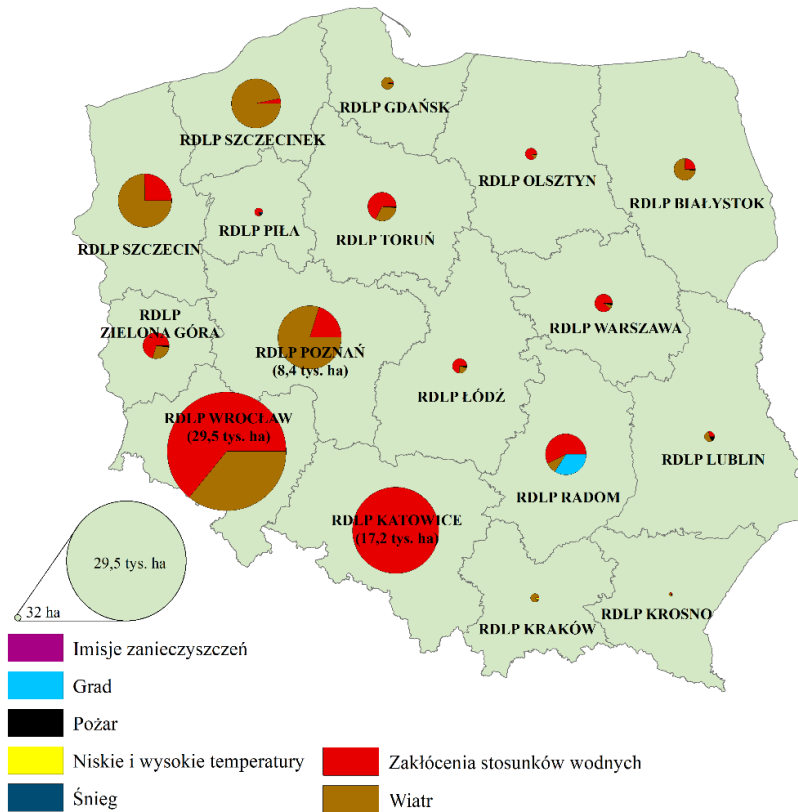 RDLP GDAŃSK
RDLP SZCZECINEK
RDLP OLSZTYN
RDLP BIAŁYSTOK
RDLP SZCZECIN
RDLP PIŁA
RDLP TORUŃ
RDLP
ZIELONA GÓRA
RDLP POZNAŃ
(8,4 tys. ha)
RDLP WARSZAWA
RDLP ŁÓDŹ
RDLP WROCŁAW
(29,5 tys. ha)
RDLP LUBLIN
RDLP RADOM
RDLP KATOWICE
(17,2 tys. ha)
29,5 tys. ha
32 ha
RDLP KRAKÓW
RDLP KROSNO
Imisje zanieczyszczeń
Grad
Pożar
Niskie i wysokie temperatury
Śnieg
Zakłócenia stosunków wodnych
Wiatr